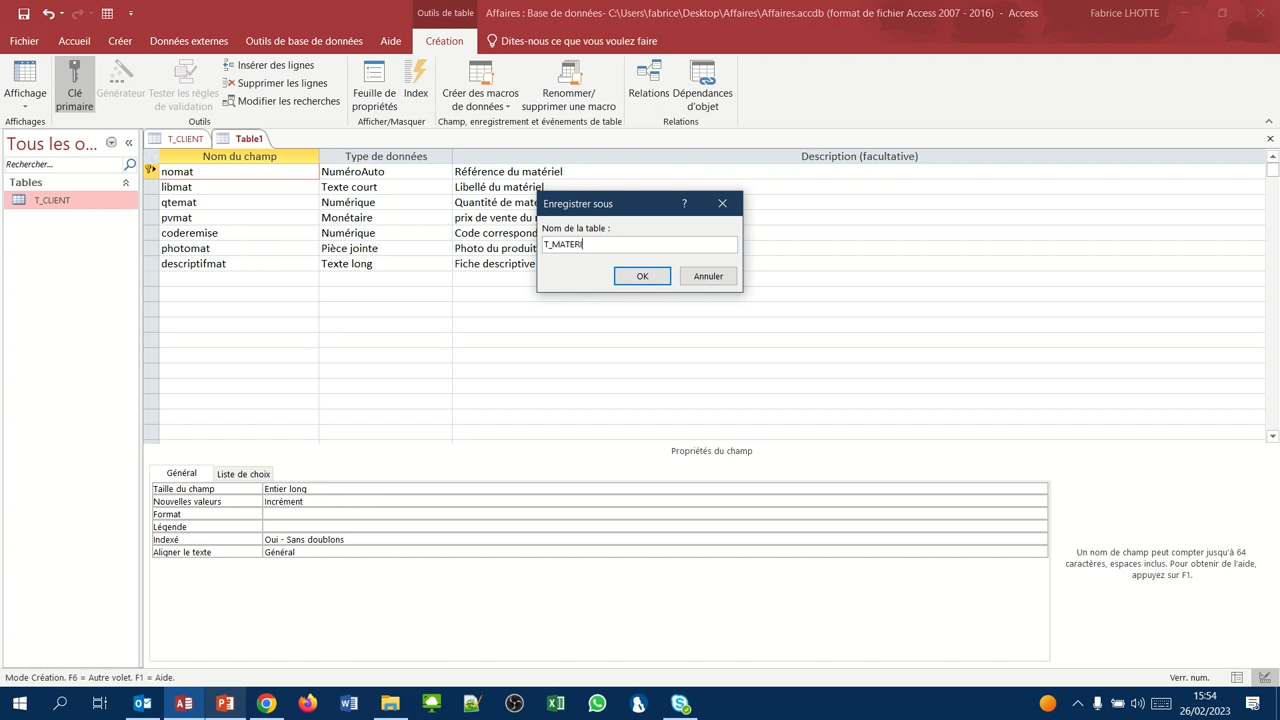 Outils de table
Affaires : Base de données- C:\Users\fabrice\Desktop\Affaires\Affaires.accdb (format de fichier Access 2007 - 2016) - Access
Fabrice LHOTTE
Fichier Accueil Créer Données externes Outils de base de données Aide Création Dites-nous ce que vous voulez faire
Affichage
Clé primaire
Générateur
Tester les règles de validation
Insérer des lignes
Supprimer les lignes
Modifier les recherches
Feuille de propriétés
Index
Créer des macros de données
Renommer/ supprimer une macro
Relations
Dépendances d'objet
Affichages Outils Afficher/Masquer Champ, enregistrement et événements de table Relations
Tous les o...
Rechercher...
Tables
T_CLIENT
T_CLIENT Table1
Nom du champ Type de données Description (facultative)
nomat NuméroAuto Référence du matériel
libmat Texte court Libellé du matériel
qtemat Numérique Quantité de mat
pvmat Monétaire prix de vente du
coderemise Numérique Code correspond
photomat Pièce jointe Photo du produit
descriptifmat Texte long Fiche descriptive
Enregistrer sous ?
Nom de la table :
T_MATERI
OK Annuler
Propriétés du champ
Général Liste de choix
Taille du champ Entier long
Nouvelles valeurs Incrément
Format
Légende
Indexé Oui - Sans doublons
Aligner le texte Général
Un nom de champ peut compter jusqu'à 64
caractères, espaces inclus. Pour obtenir de l'aide,
appuyez sur F1.
Mode Création. F6 = Autre volet. F1 = Aide. Verr. num.
15:54
26/02/2023